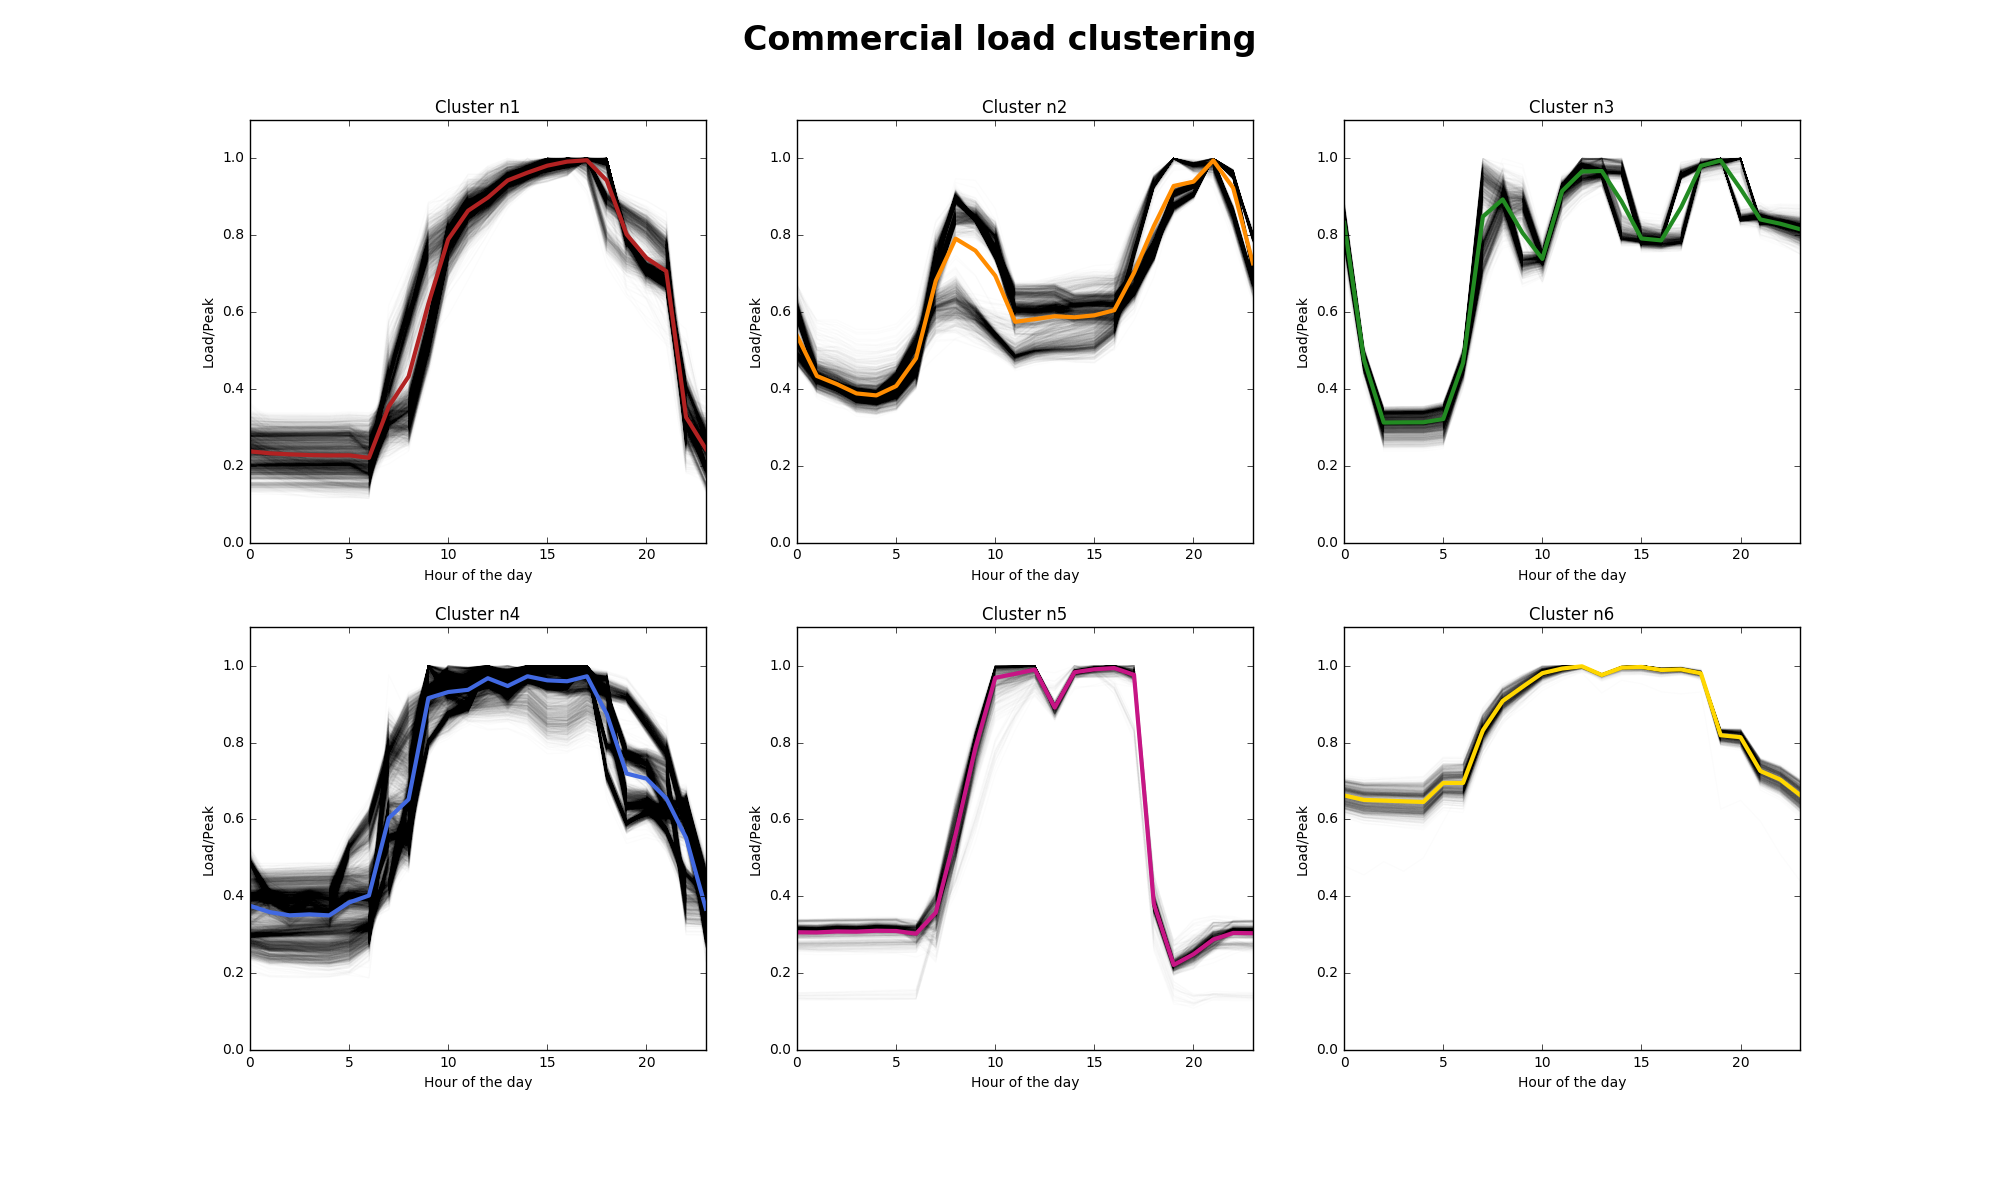 Commercial load clustering
Cluster n1
Load/Peak
1.0
0.8
0.6
0.4
0.2
0.0
0 5 10 15 20
Hour of the day
Cluster n2
Load/Peak
1.0
0.8
0.6
0.4
0.2
0.0
0 5 10 15 20
Hour of the day
Cluster n3
Load/Peak
1.0
0.8
0.6
0.4
0.2
0.0
0 5 10 15 20
Hour of the day
Cluster n4
Load/Peak
1.0
0.8
0.6
0.4
0.2
0.0
0 5 10 15 20
Hour of the day
Cluster n5
Load/Peak
1.0
0.8
0.6
0.4
0.2
0.0
0 5 10 15 20
Hour of the day
Cluster n6
Load/Peak
1.0
0.8
0.6
0.4
0.2
0.0
0 5 10 15 20
Hour of the day